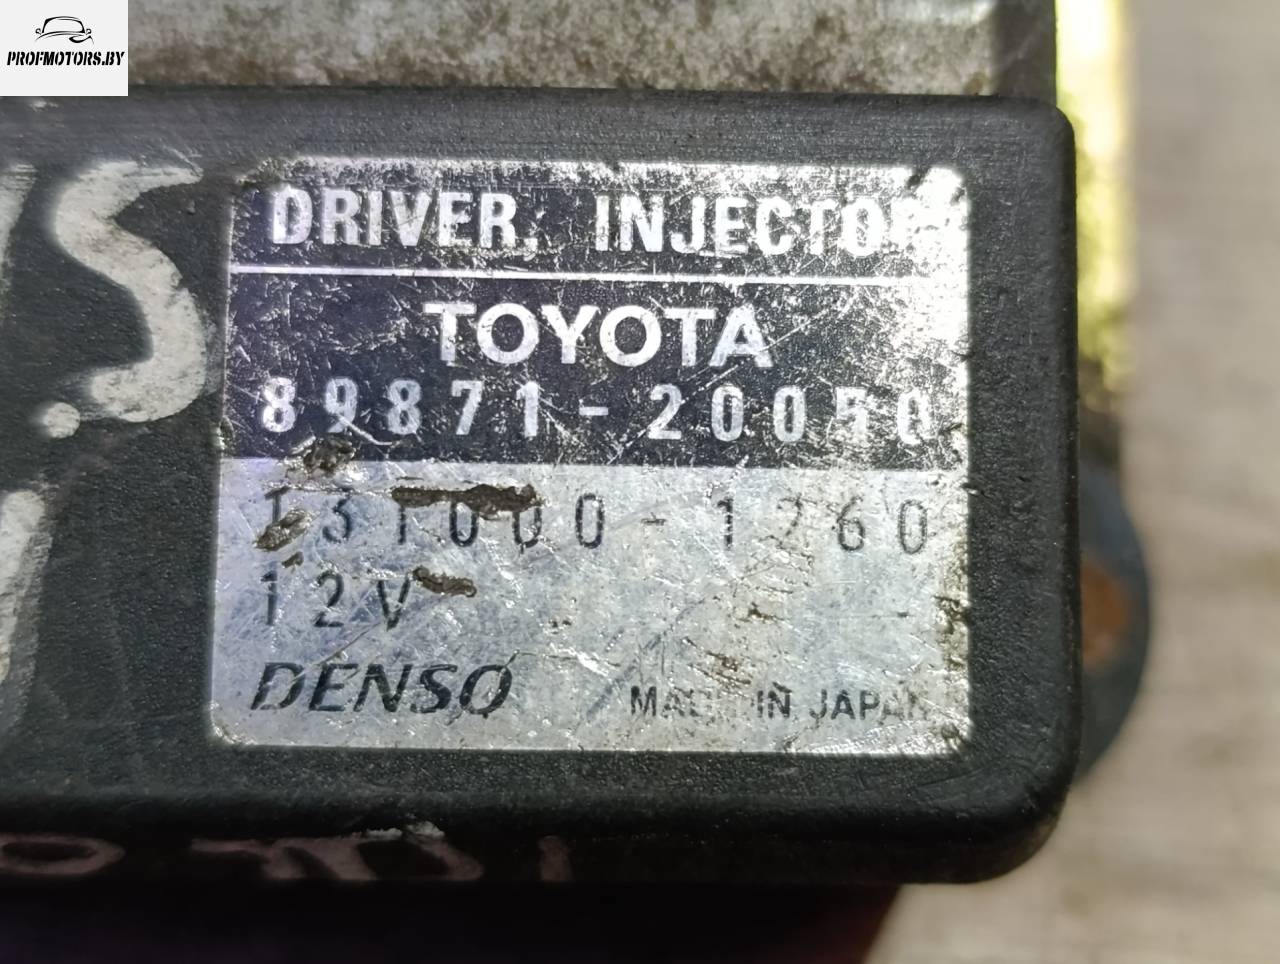 PROFMOTORS.BY
DRIVER, INJECTOR
TOYOTA
89871-20050
131000-1260
12V
DENSO
MADE IN JAPAN